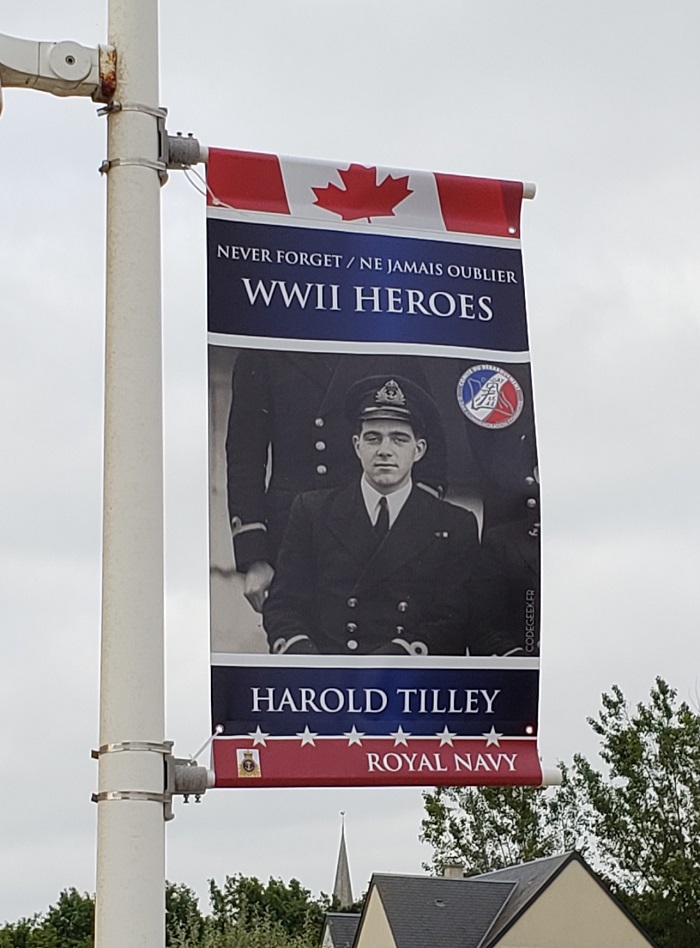 NEVER FORGET / NE JAMAIS OUBLIER
WWII HEROES
CODEGEEK.FR
HAROLD TILLEY
ROYAL NAVY